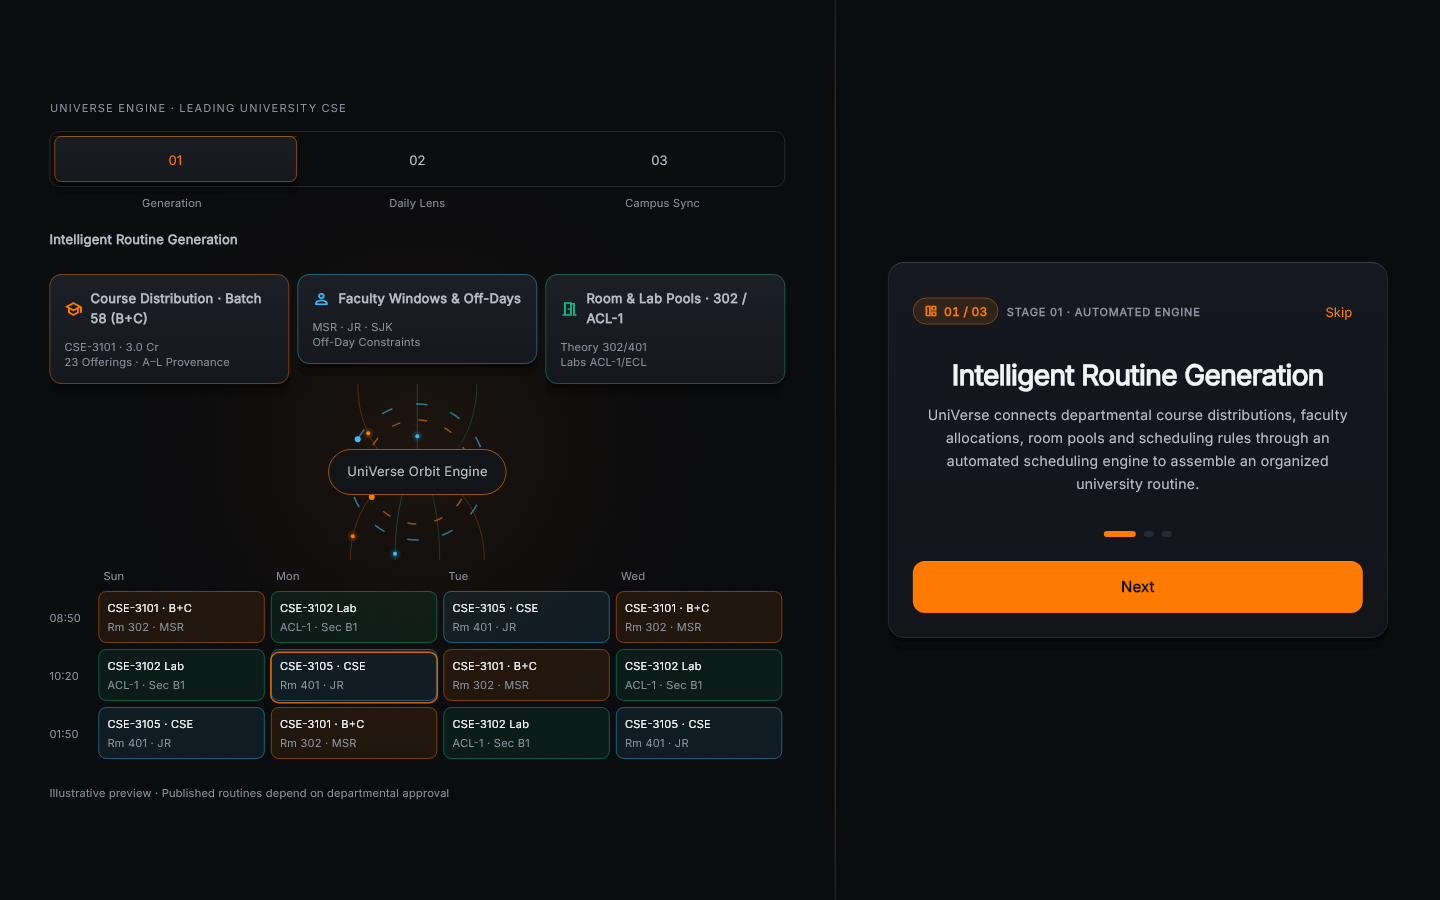 UNIVERSE ENGINE · LEADING UNIVERSITY CSE
01
02
03
Generation
Daily Lens
Campus Sync
Intelligent Routine Generation
Course Distribution · Batch
58 (B+C)
CSE-3101 · 3.0 Cr
23 Offerings · A–L Provenance
Faculty Windows & Off-Days
MSR · JR · SJK
Off-Day Constraints
Room & Lab Pools · 302 /
ACL-1
Theory 302/401
Labs ACL-1/ECL
UniVerse Orbit Engine
Sun
Mon
Tue
Wed
08:50
CSE-3101 · B+C
Rm 302 · MSR
CSE-3102 Lab
ACL-1 · Sec B1
CSE-3105 · CSE
Rm 401 · JR
CSE-3101 · B+C
Rm 302 · MSR
10:20
CSE-3102 Lab
ACL-1 · Sec B1
CSE-3105 · CSE
Rm 401 · JR
CSE-3101 · B+C
Rm 302 · MSR
CSE-3102 Lab
ACL-1 · Sec B1
01:50
CSE-3105 · CSE
Rm 401 · JR
CSE-3101 · B+C
Rm 302 · MSR
CSE-3102 Lab
ACL-1 · Sec B1
CSE-3105 · CSE
Rm 401 · JR
Illustrative preview · Published routines depend on departmental approval
01 / 03
STAGE 01 · AUTOMATED ENGINE
Skip
Intelligent Routine Generation
UniVerse connects departmental course distributions, faculty
allocations, room pools and scheduling rules through an
automated scheduling engine to assemble an organized
university routine.
Next